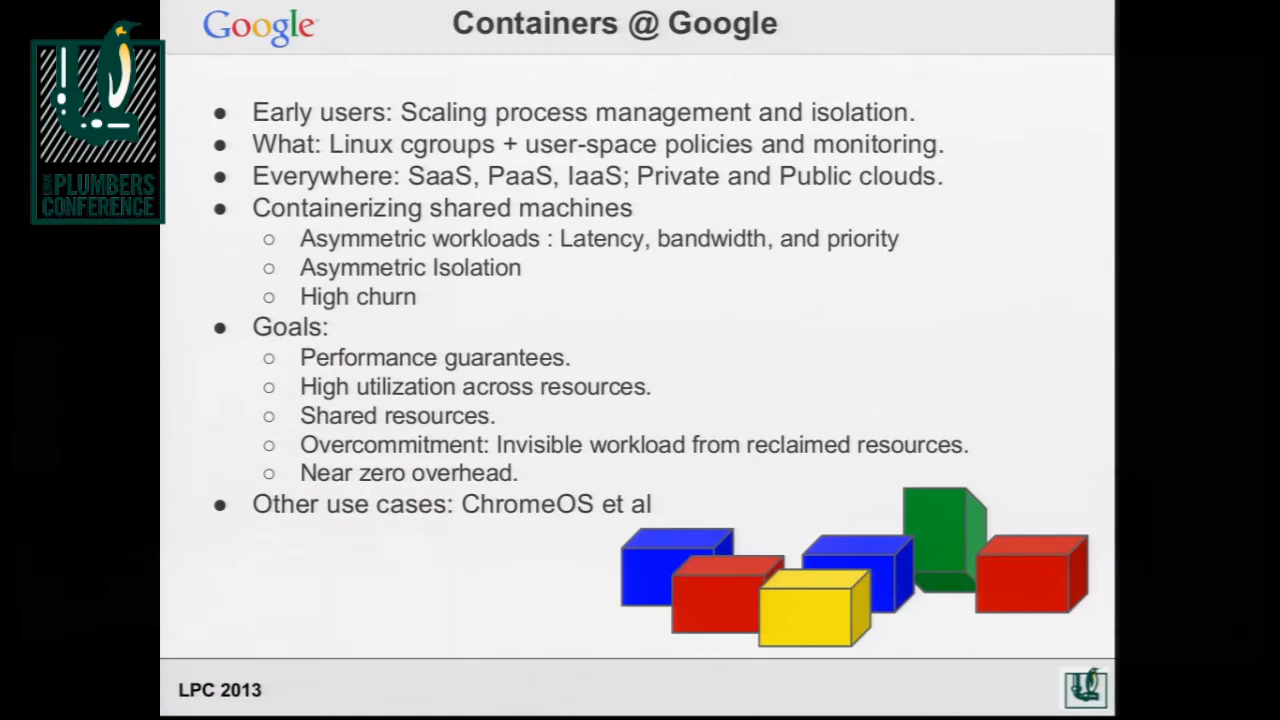 Google
Containers @ Google
LINUX
PLUMBERS
CONFERENCE
● Early users: Scaling process management and isolation.
● What: Linux cgroups + user-space policies and monitoring.
● Everywhere: SaaS, PaaS, IaaS; Private and Public clouds.
● Containerizing shared machines
○ Asymmetric workloads : Latency, bandwidth, and priority
○ Asymmetric Isolation
○ High churn
● Goals:
○ Performance guarantees.
○ High utilization across resources.
○ Shared resources.
○ Overcommitment: Invisible workload from reclaimed resources.
○ Near zero overhead.
● Other use cases: ChromeOS et al
LPC 2013